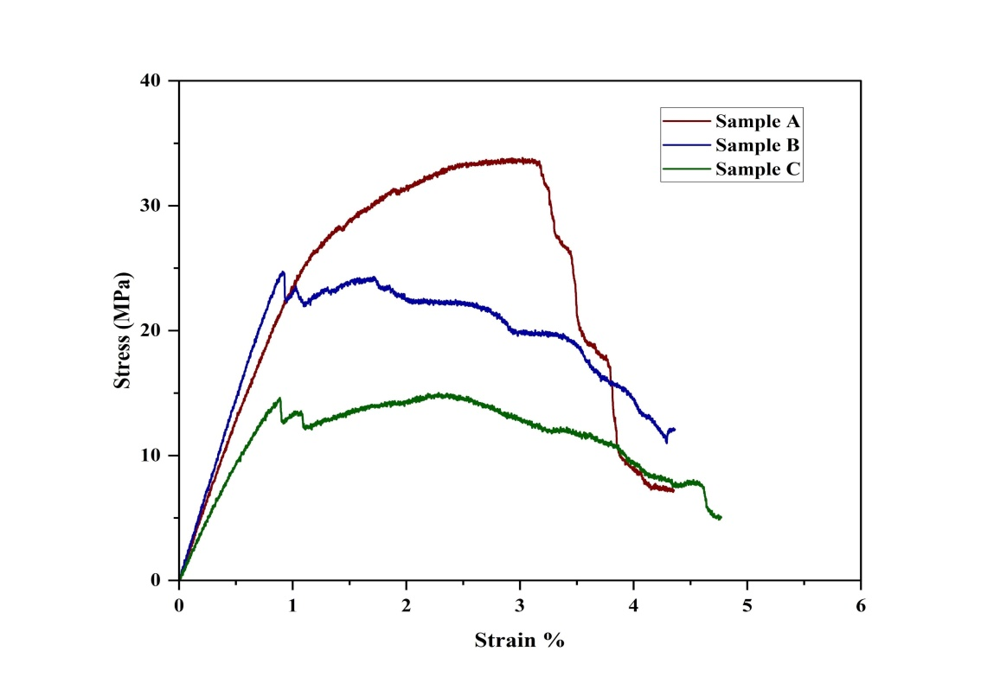 40
30
20
10
0
Stress (MPa)
Sample A
Sample B
Sample C
0 1 2 3 4 5 6
Strain %